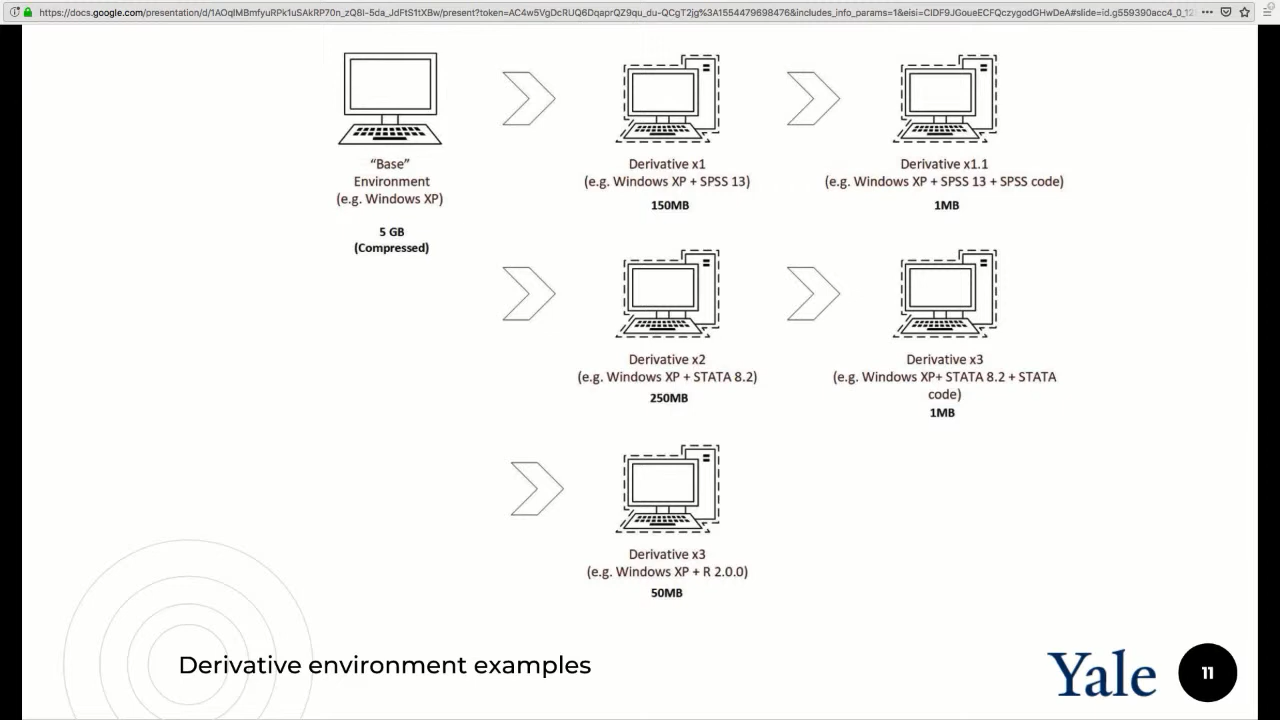 “Base”
Environment
(e.g. Windows XP)
5 GB
(Compressed)
Derivative x1
(e.g. Windows XP + SPSS 13)
150MB
Derivative x1.1
(e.g. Windows XP + SPSS 13 + SPSS code)
1MB
Derivative x2
(e.g. Windows XP + STATA 8.2)
250MB
Derivative x3
(e.g. Windows XP+ STATA 8.2 + STATA
code)
1MB
Derivative x3
(e.g. Windows XP + R 2.0.0)
50MB
Derivative environment examples
Yale
11